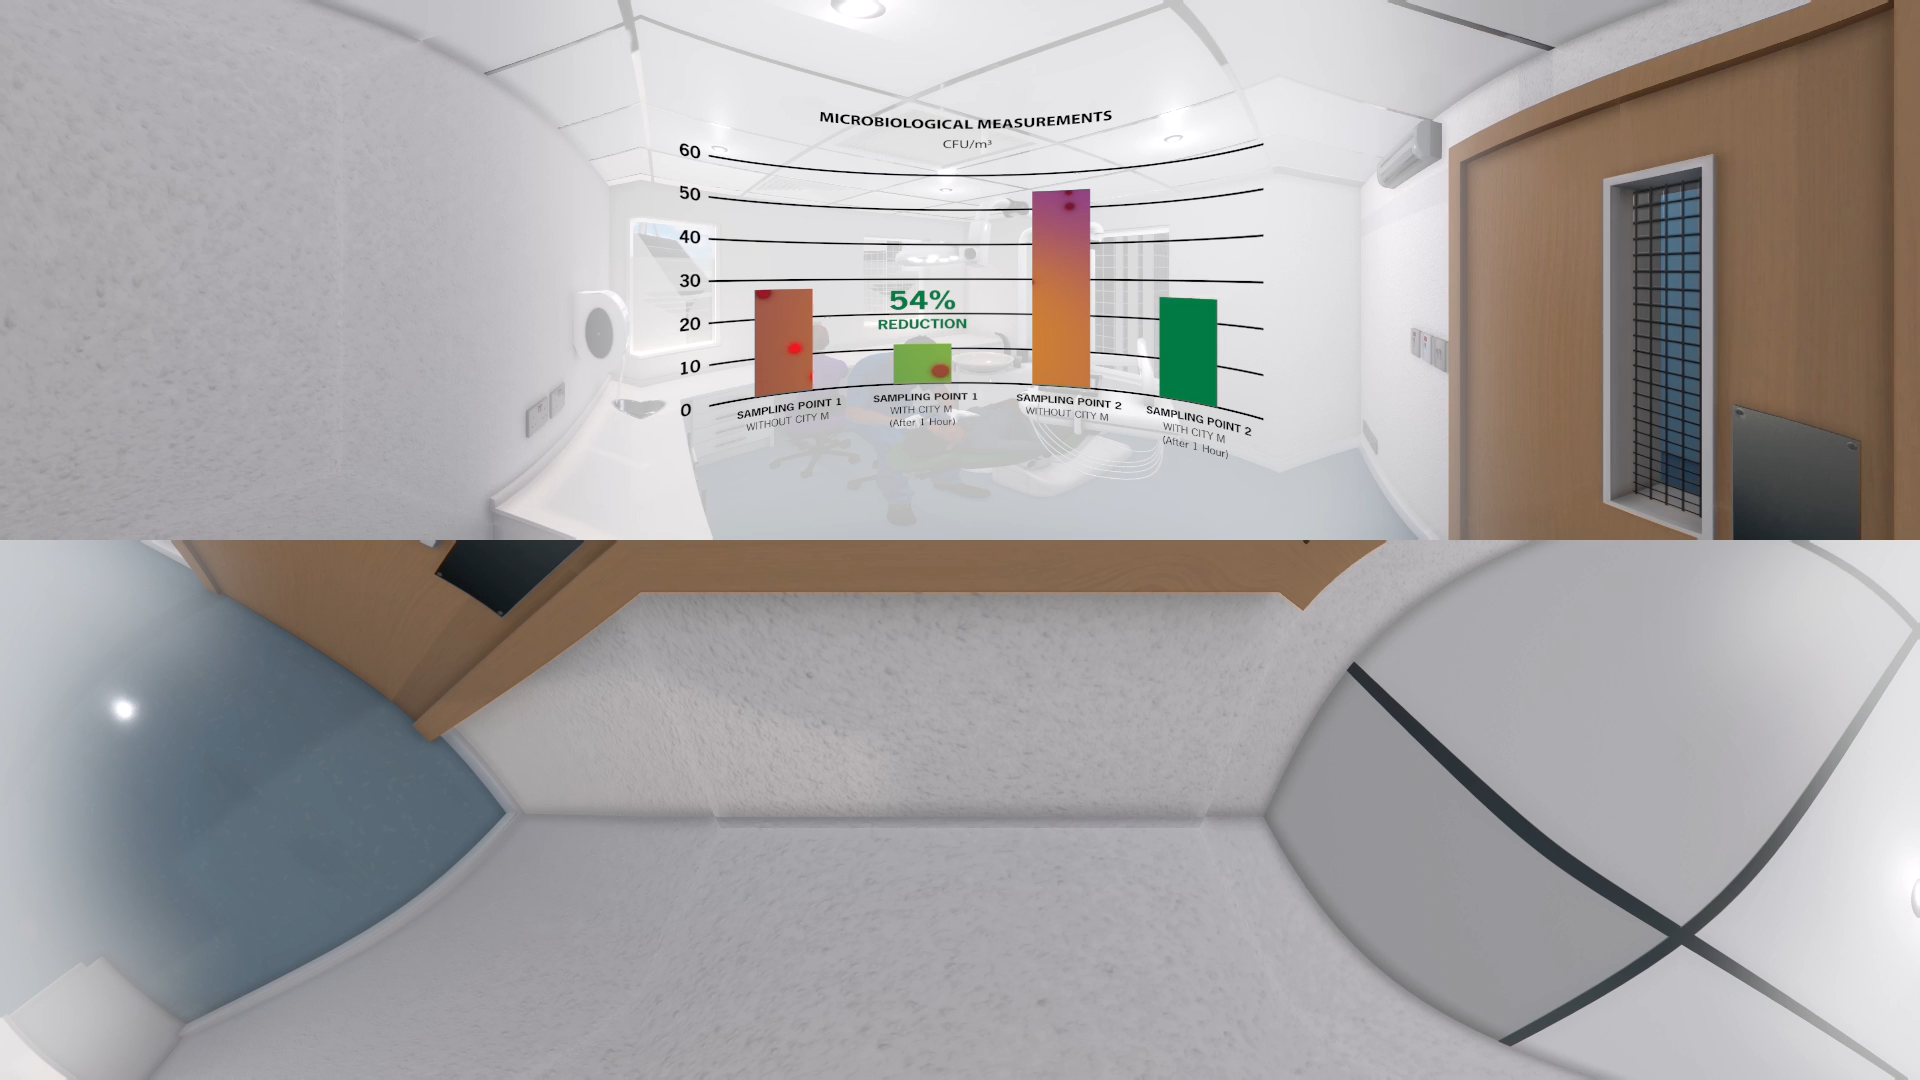 MICROBIOLOGICAL MEASUREMENTS
CFU/m³
60
50
40
30
20
10
0
54%
REDUCTION
SAMPLING POINT 1
WITHOUT CITY M
SAMPLING POINT 1
WITH CITY M
(After 1 Hour)
SAMPLING POINT 2
WITHOUT CITY M
SAMPLING POINT 2
WITH CITY M
(After 1 Hour)